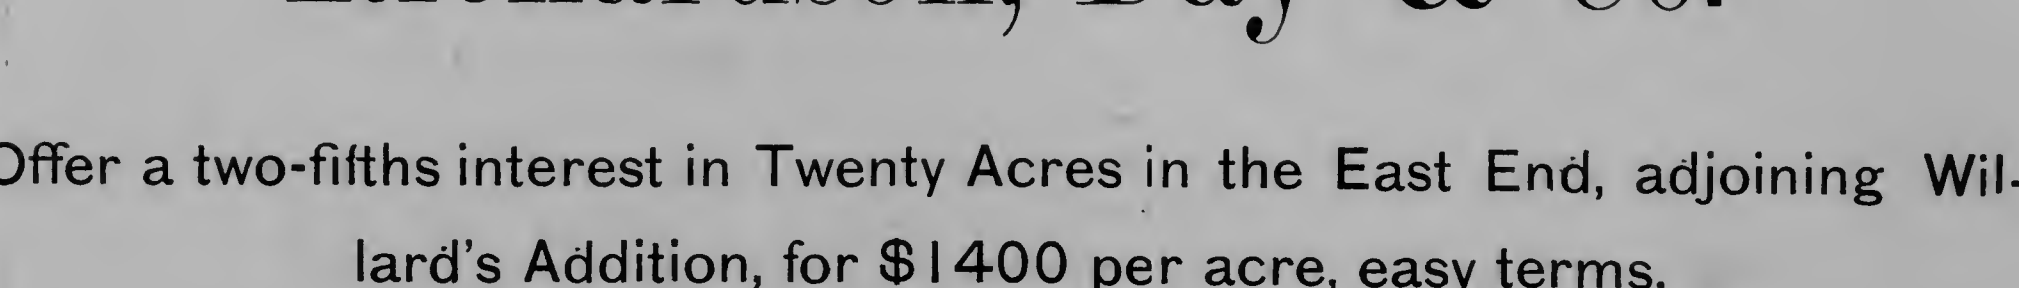 Offer a two-fifths interest in Twenty Acres in the East End, adjoining Wil-
lard's Addition, for $1400 per acre, easy terms.